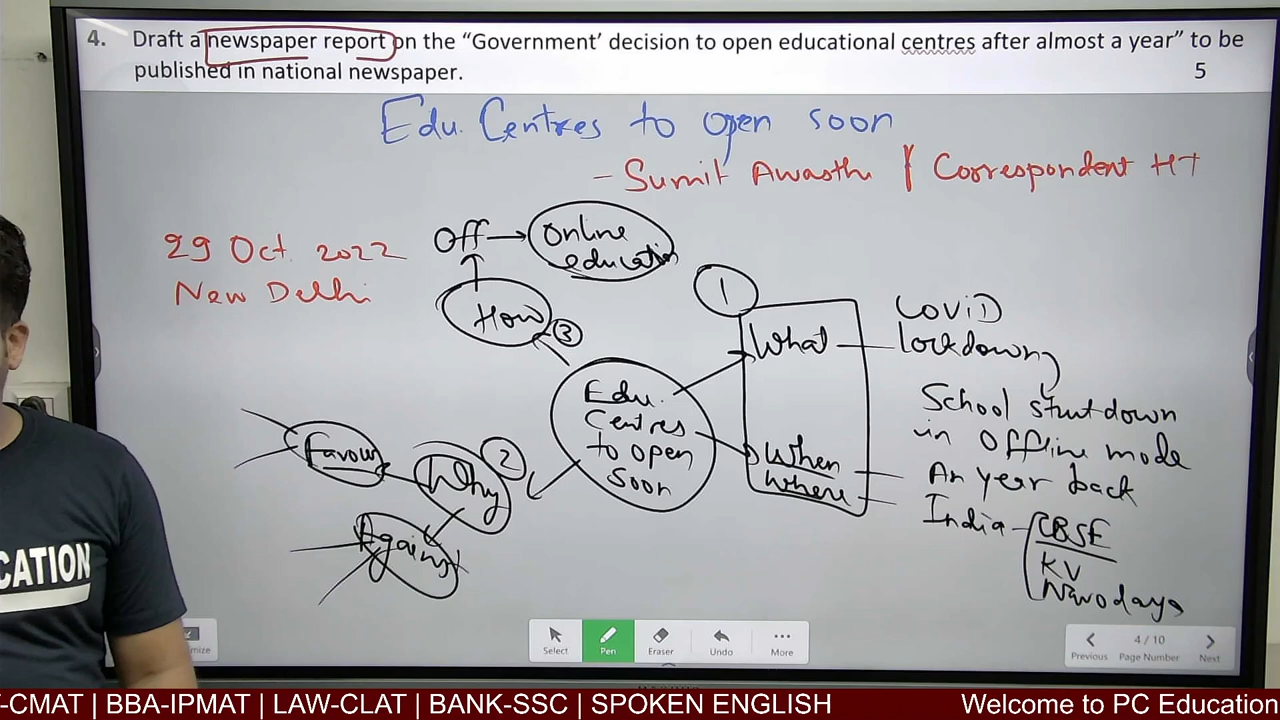 4. Draft a newspaper report on the “Government’ decision to open educational centres after almost a year” to be
published in national newspaper. 5
Edu. Centres to open soon
- Sumit Awasthi | Correspondent HT
29 Oct. 2022
New Delhi
Off → Online
education
How
3
1
What
Covid
lockdown
Edu.
Centres
to open
soon
School shutdown
in Offline mode
When
An year back
Where
India - CBSE
KV
Favour
Why
2
Against
CATION
Select
Pen
Eraser
Undo
More
4 / 10
Previous
Page Number
Next
-CMAT | BBA-IPMAT | LAW-CLAT | BANK-SSC | SPOKEN ENGLISH
Welcome to PC Education